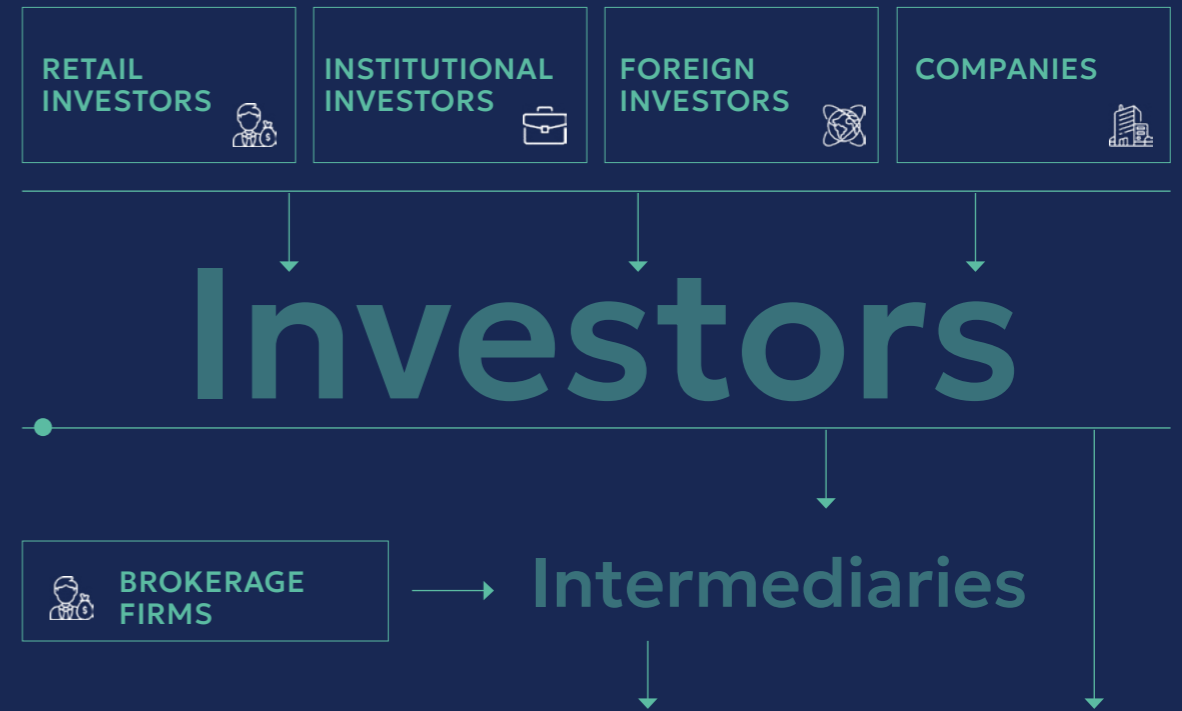 RETAIL
INVESTORS
INSTITUTIONAL
INVESTORS
FOREIGN
INVESTORS
COMPANIES
Investors
BROKERAGE
FIRMS
Intermediaries